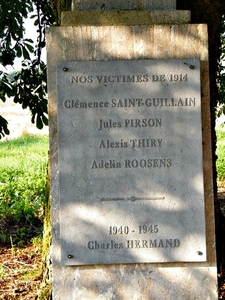 NOS VICTIMES DE 1914
Clémence SAINT-GUILLAIN
Jules PIRSON
Alexis THIRY
Adelin ROOSENS
1940 - 1945
Charles HERMAND